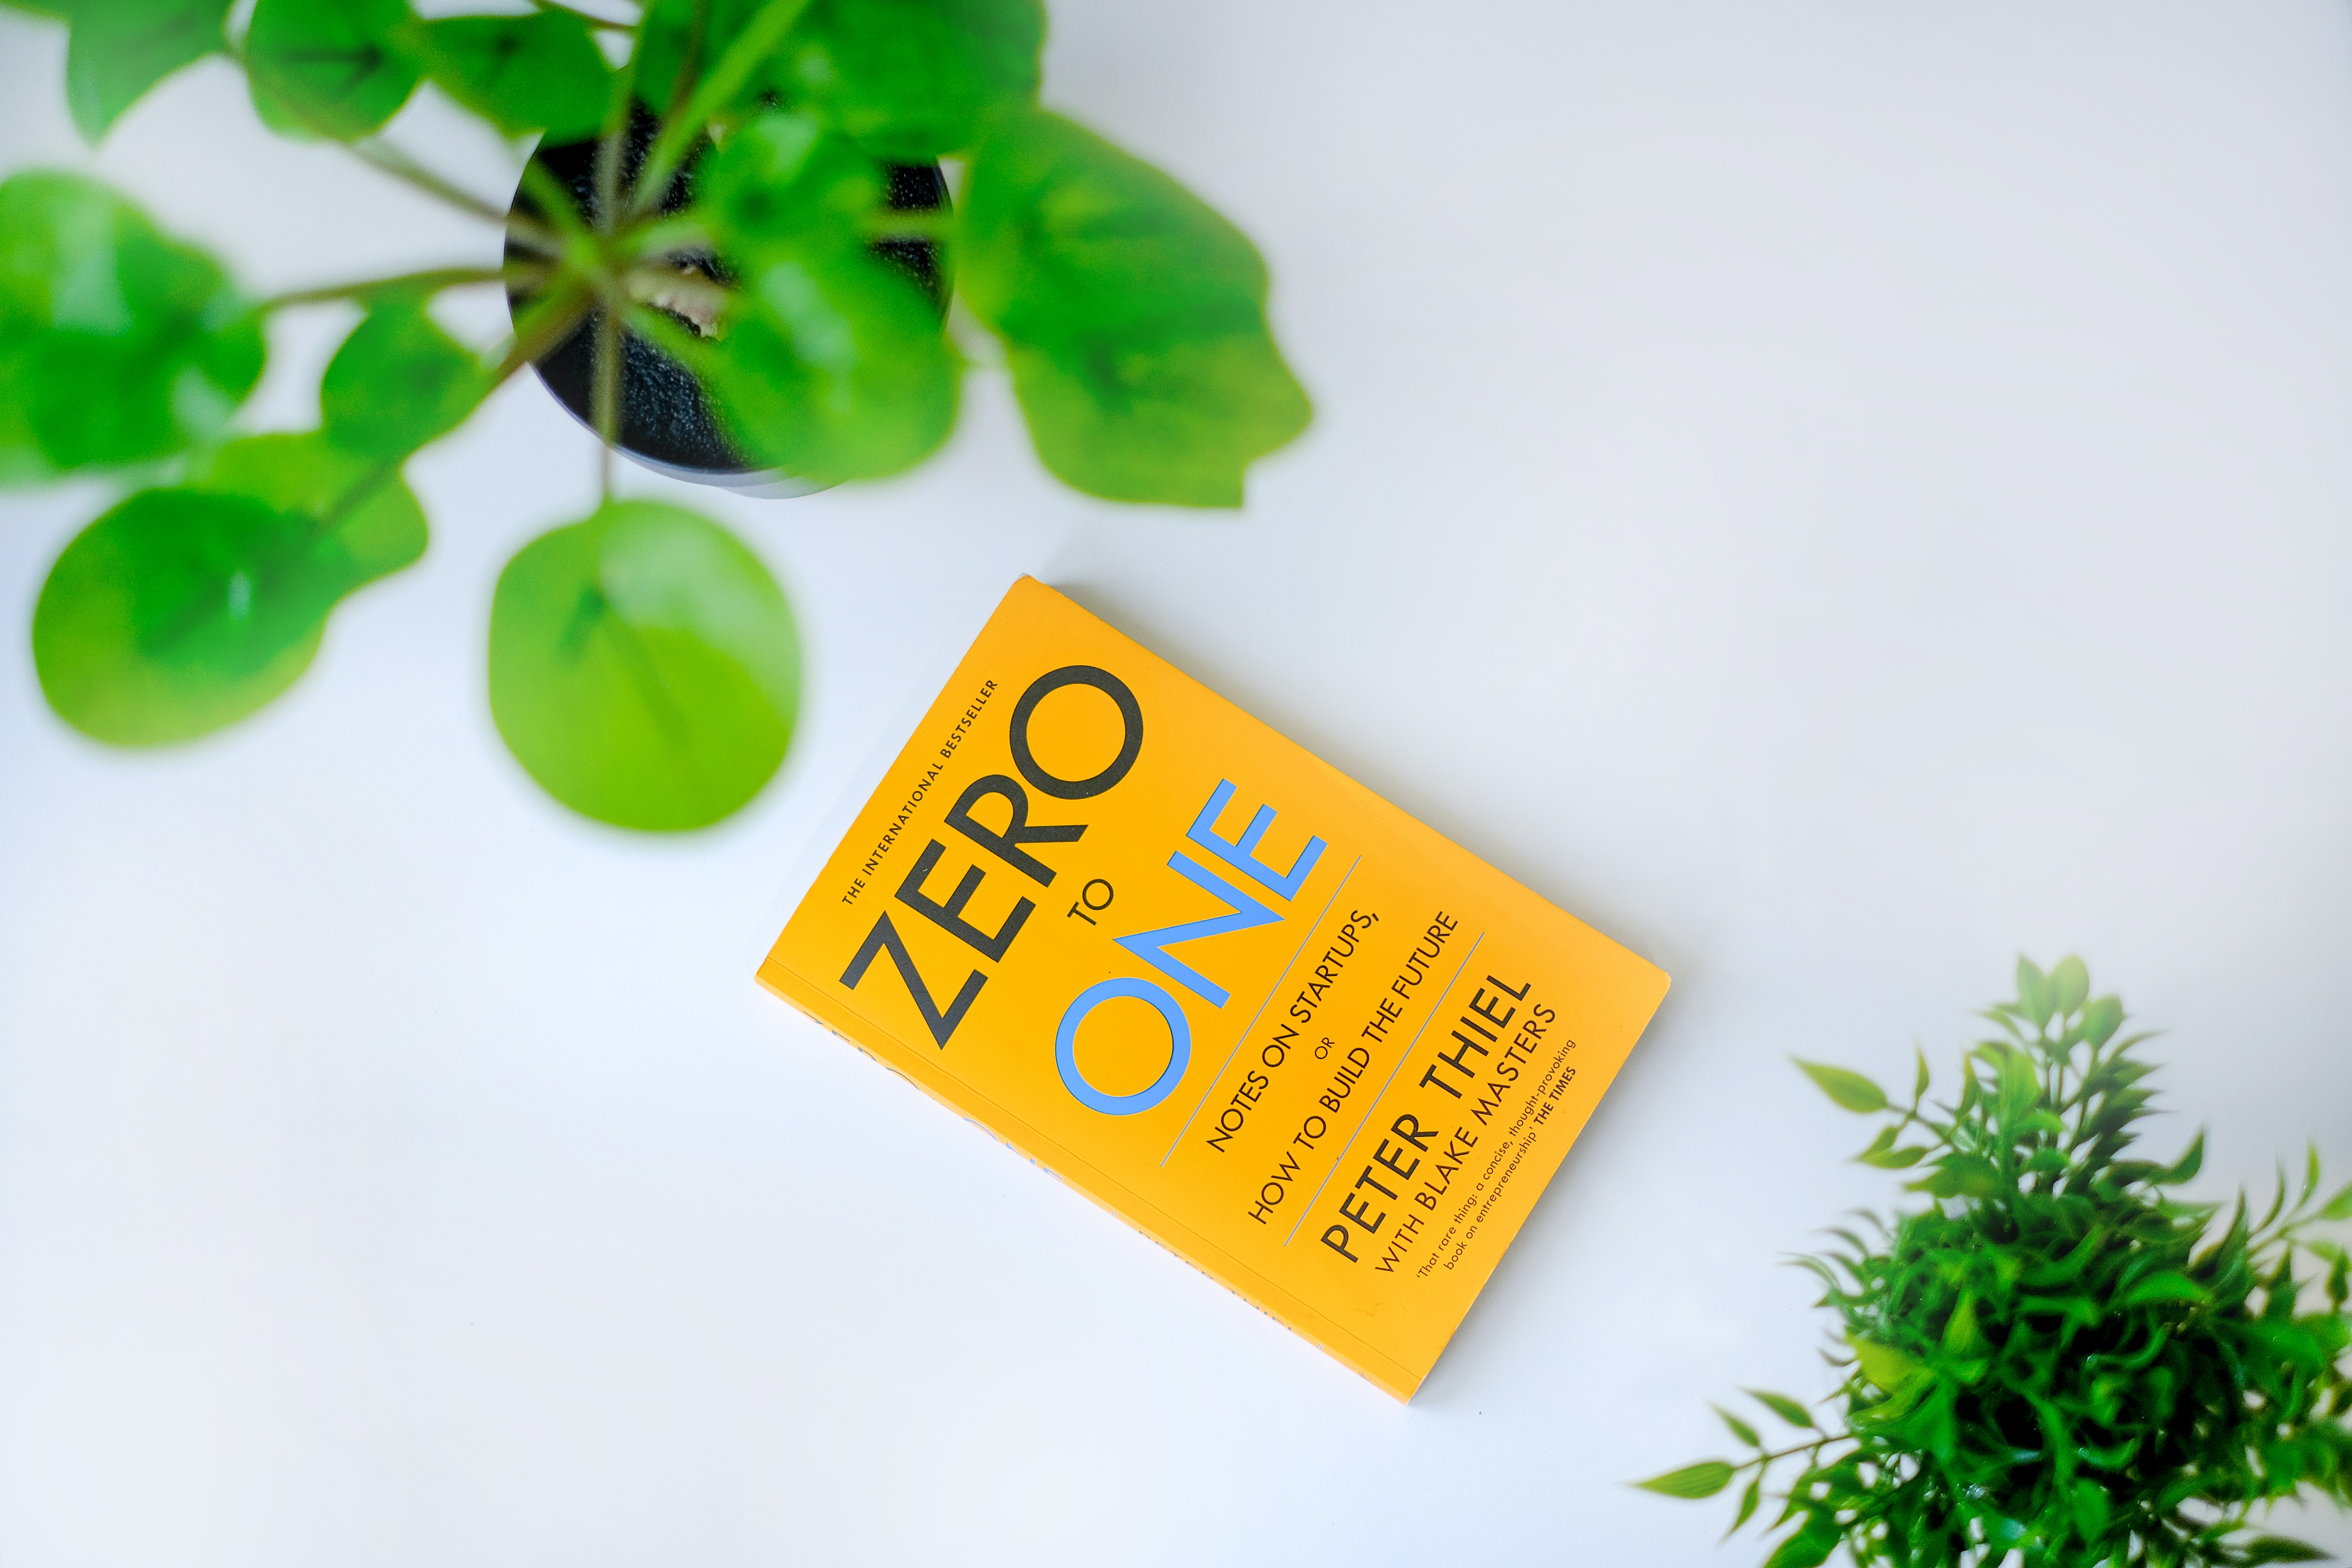 THE INTERNATIONAL BESTSELLER
ZERO
TO
ONE
NOTES ON STARTUPS,
OR
HOW TO BUILD THE FUTURE
PETER THIEL
WITH BLAKE MASTERS
'That rare thing: a concise, thought-provoking
book on entrepreneurship' THE TIMES